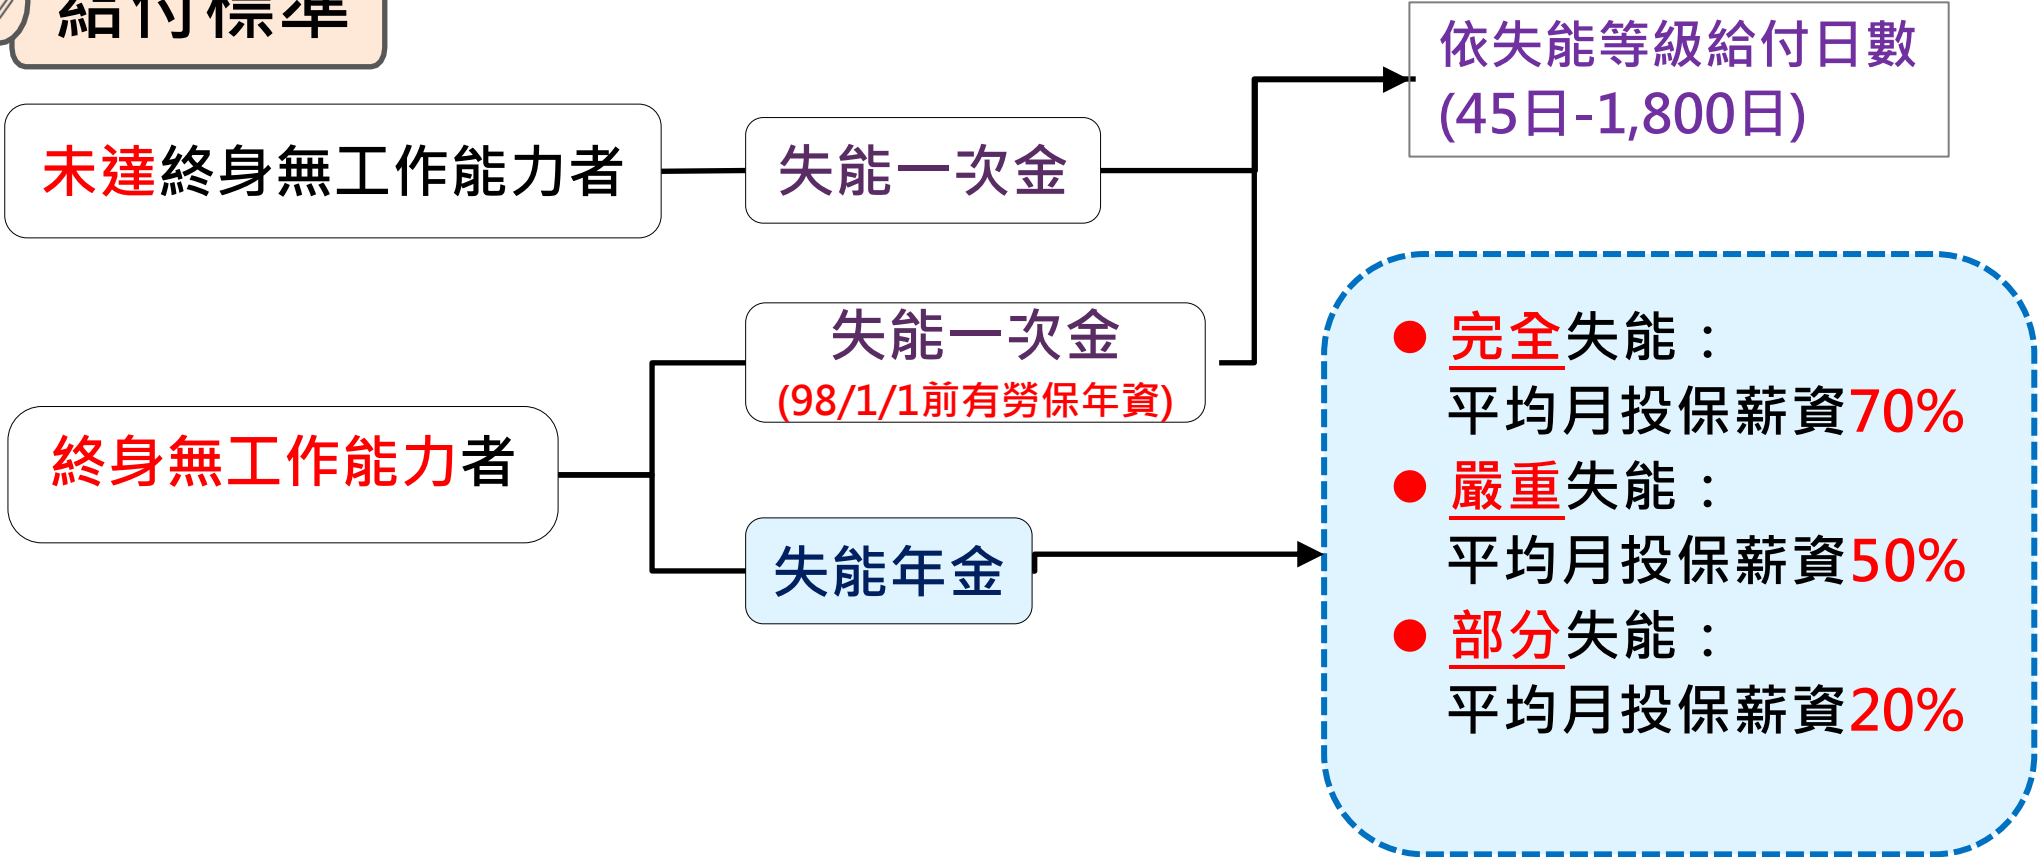 給付標準
依失能等級給付日數
(45日-1,800日)
未達終身無工作能力者
失能一次金
失能一次金
(98/1/1前有勞保年資)
終身無工作能力者
失能年金
完全失能：
平均月投保薪資70%
嚴重失能：
平均月投保薪資50%
部分失能：
平均月投保薪資20%